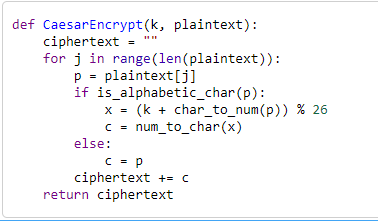 def CaesarEncrypt(k, plaintext):
    ciphertext = ""
    for j in range(len(plaintext)):
        p = plaintext[j]
        if is_alphabetic_char(p):
            x = (k + char_to_num(p)) % 26
            c = num_to_char(x)
        else:
            c = p
        ciphertext += c
    return ciphertext